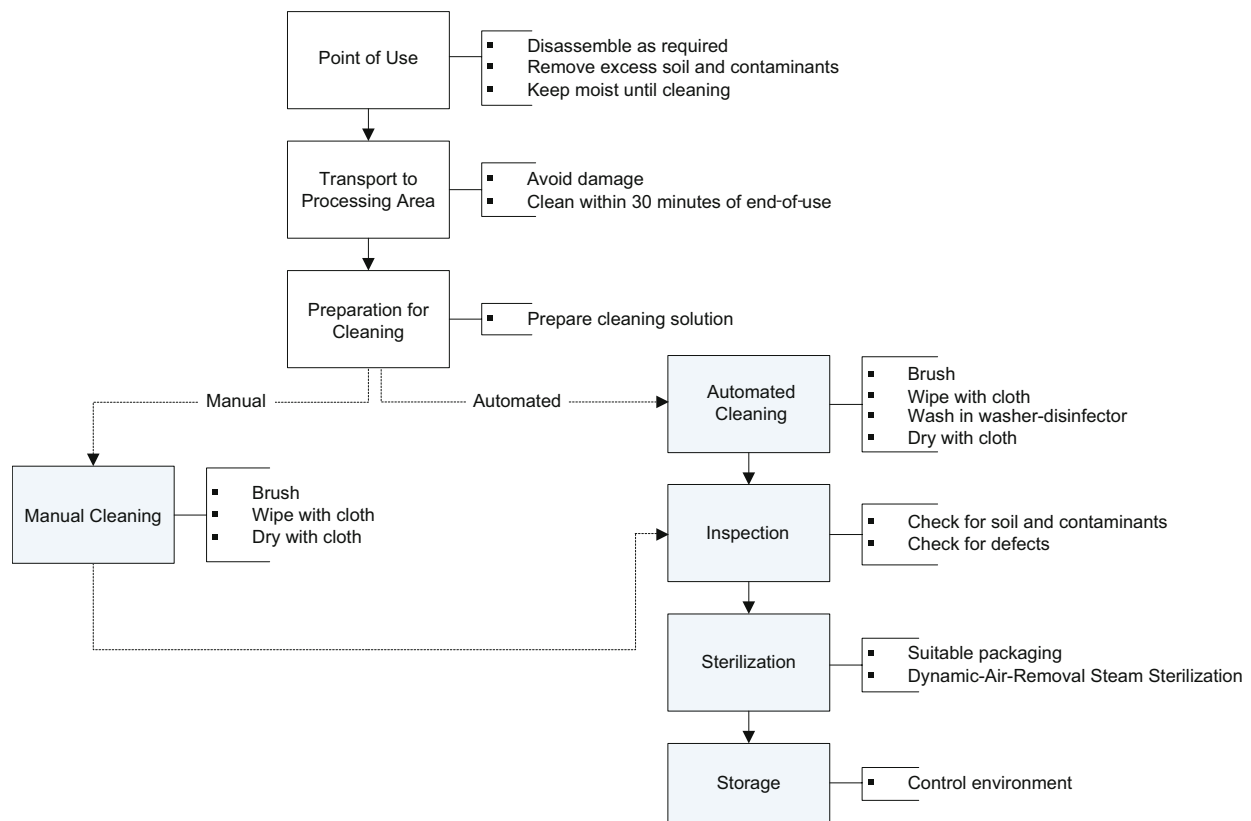 Point of Use
▪ Disassemble as required
▪ Remove excess soil and contaminants
▪ Keep moist until cleaning
Transport to
Processing Area
▪ Avoid damage
▪ Clean within 30 minutes of end-of-use
Preparation for
Cleaning
▪ Prepare cleaning solution
Manual
Automated
Automated
Cleaning
▪ Brush
▪ Wipe with cloth
▪ Wash in washer-disinfector
▪ Dry with cloth
Manual Cleaning
▪ Brush
▪ Wipe with cloth
▪ Dry with cloth
Inspection
▪ Check for soil and contaminants
▪ Check for defects
Sterilization
▪ Suitable packaging
▪ Dynamic-Air-Removal Steam Sterilization
Storage
▪ Control environment